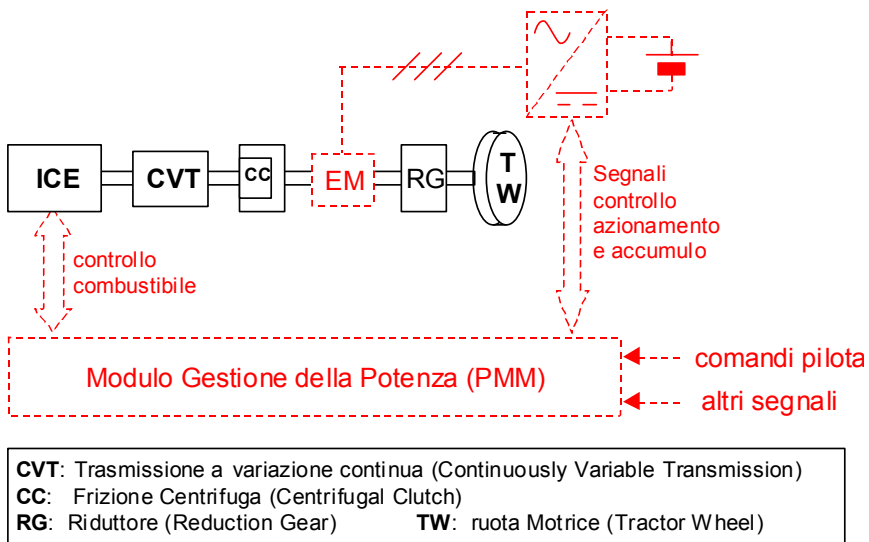 ICE
CVT
CC
EM
RG
T
W
Segnali
controllo
azionamento
e accumulo
controllo
combustibile
Modulo Gestione della Potenza (PMM)
comandi pilota
altri segnali
CVT: Trasmissione a variazione continua (Continuously Variable Transmission)
CC: Frizione Centrifuga (Centrifugal Clutch)
RG: Riduttore (Reduction Gear) TW: ruota Motrice (Tractor Wheel)